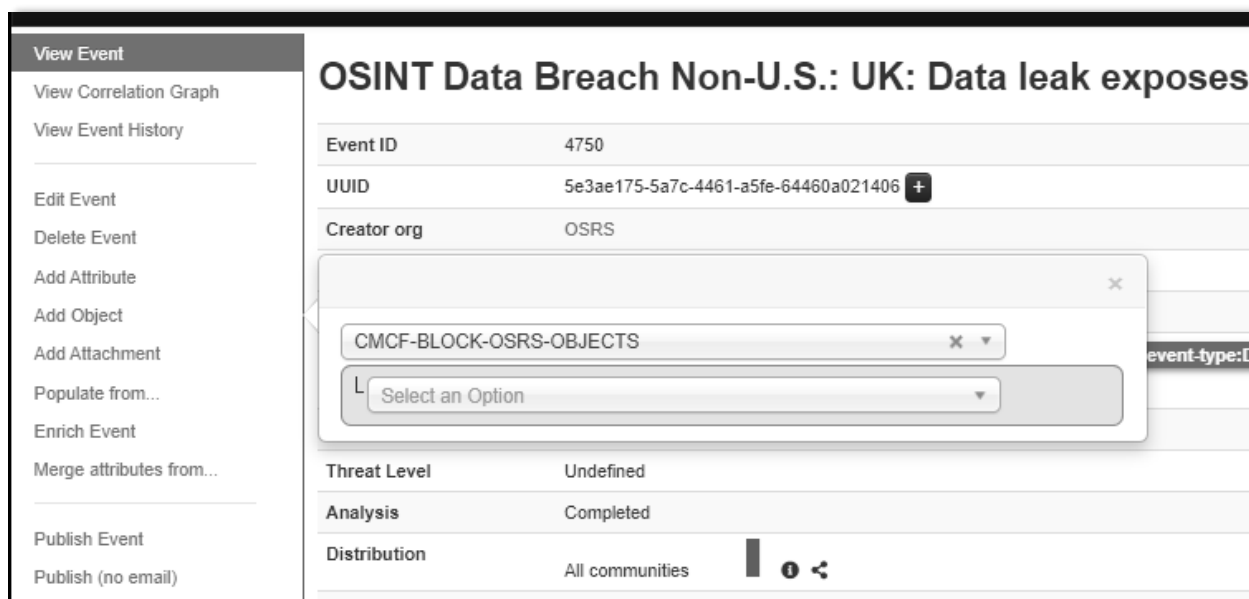 View Event
View Correlation Graph
View Event History
Edit Event
Delete Event
Add Attribute
Add Object
Add Attachment
Populate from...
Enrich Event
Merge attributes from...
Publish Event
Publish (no email)
OSINT Data Breach Non-U.S.: UK: Data leak exposes
Event ID 4750
UUID 5e3ae175-5a7c-4461-a5fe-64460a021406 +
Creator org OSRS
×
CMCF-BLOCK-OSRS-OBJECTS
event-type:D
L Select an Option
Threat Level Undefined
Analysis Completed
Distribution All communities